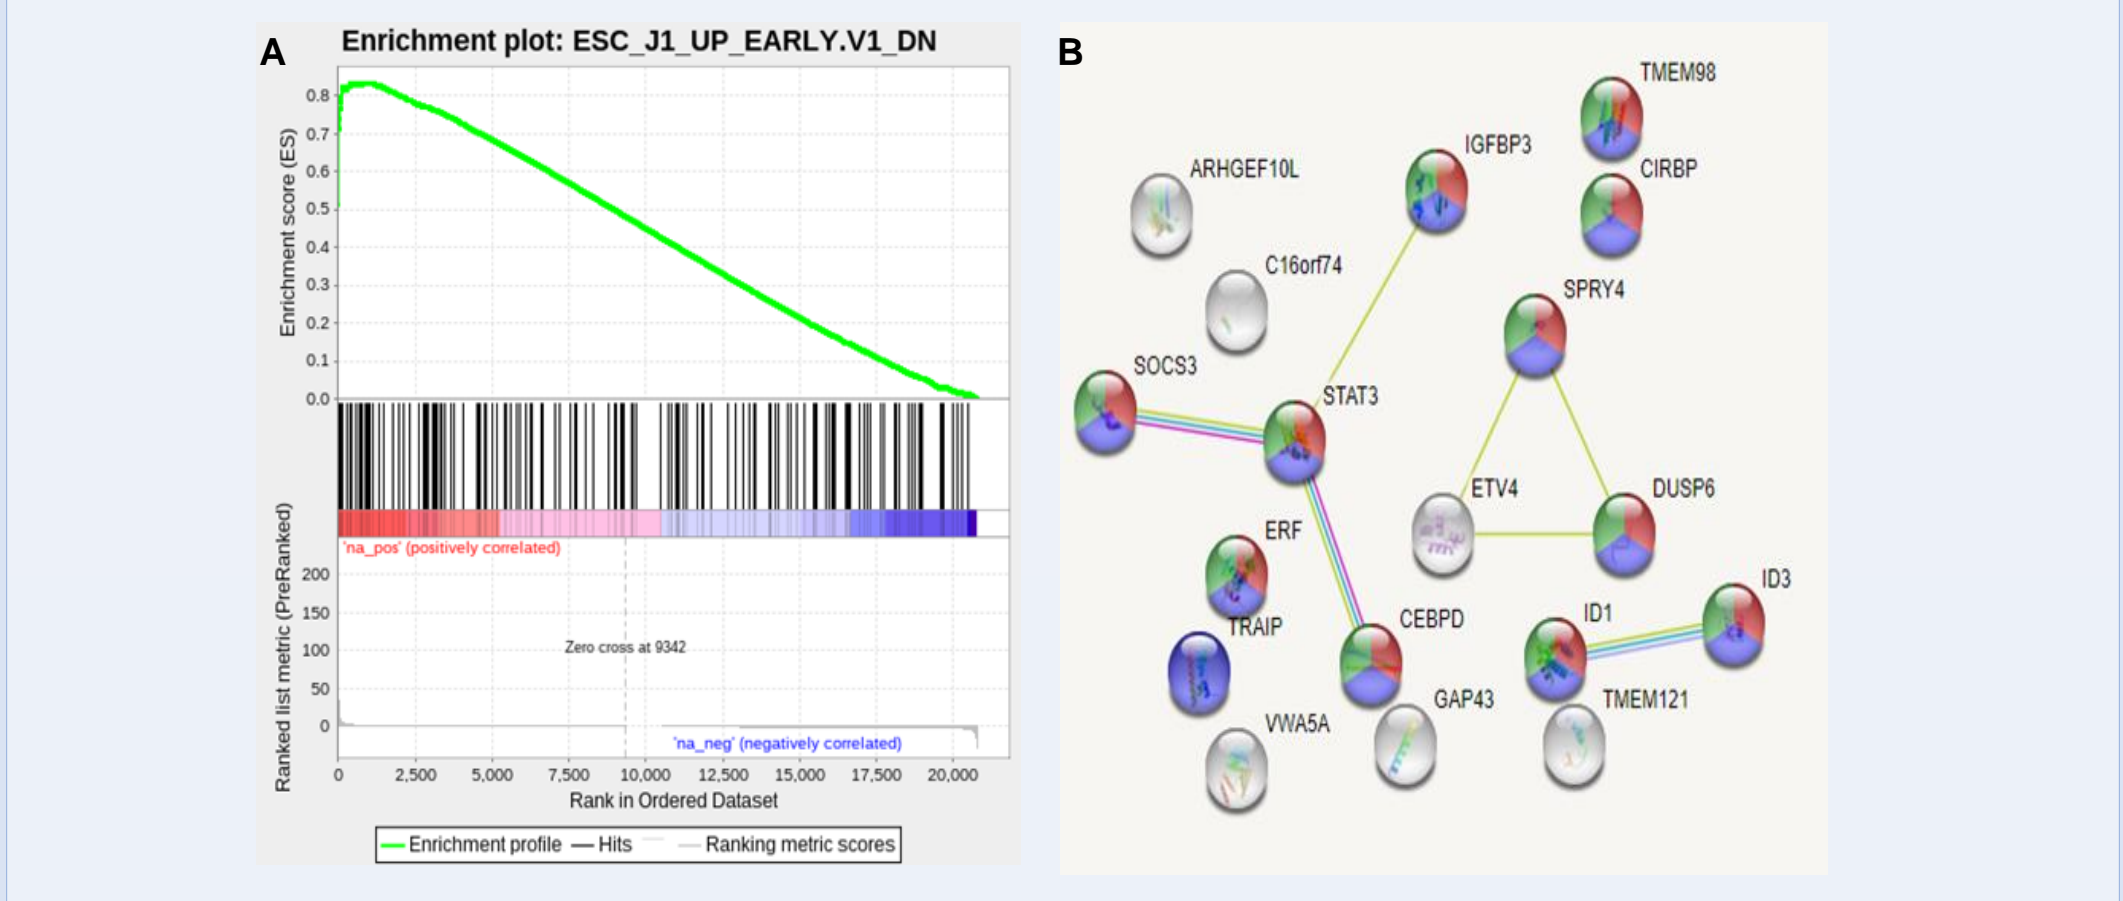 A
Enrichment plot: ESC_J1_UP_EARLY.V1_DN
Enrichment score (ES)
0.8
0.7
0.6
0.5
0.4
0.3
0.2
0.1
0.0
'na_pos' (positively correlated)
Ranked list metric (PreRanked)
200
150
100
50
0
Zero cross at 9342
'na_neg' (negatively correlated)
0 2,500 5,000 7,500 10,000 12,500 15,000 17,500 20,000
Rank in Ordered Dataset
Enrichment profile Hits Ranking metric scores
B
TMEM98
IGFBP3
ARHGEF10L
CIRBP
C16orf74
SPRY4
SOCS3
STAT3
ETV4
DUSP6
ERF
ID3
ID1
CEBPD
TRAIP
GAP43
TMEM121
VWA5A